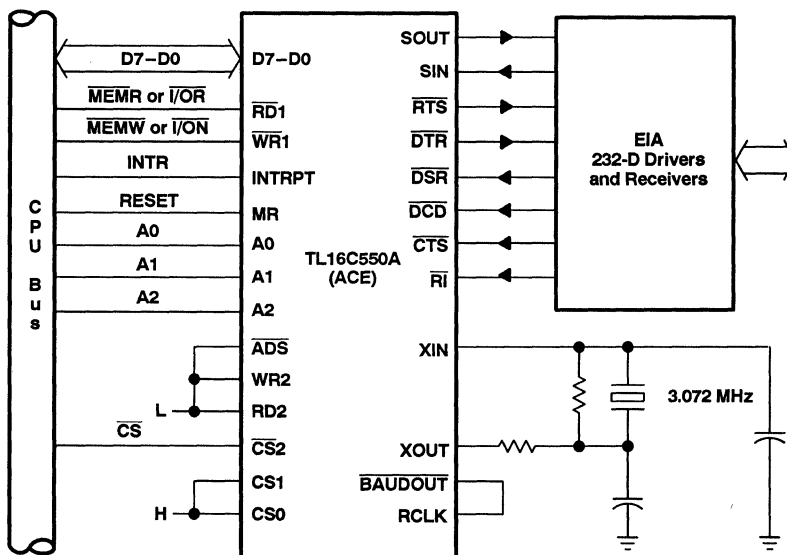 CPU Bus
D7–D0
MEMR or I/OR
MEMW or I/ON
INTR
RESET
A0
A1
A2
L
CS
H
D7–D0
RD1
WR1
INTRPT
MR
A0
A1
A2
ADS
WR2
RD2
CS2
CS1
CS0
TL16C550A
(ACE)
SOUT
SIN
RTS
DTR
DSR
DCD
CTS
RI
XIN
XOUT
BAUDOUT
RCLK
EIA
232-D Drivers
and Receivers
3.072 MHz